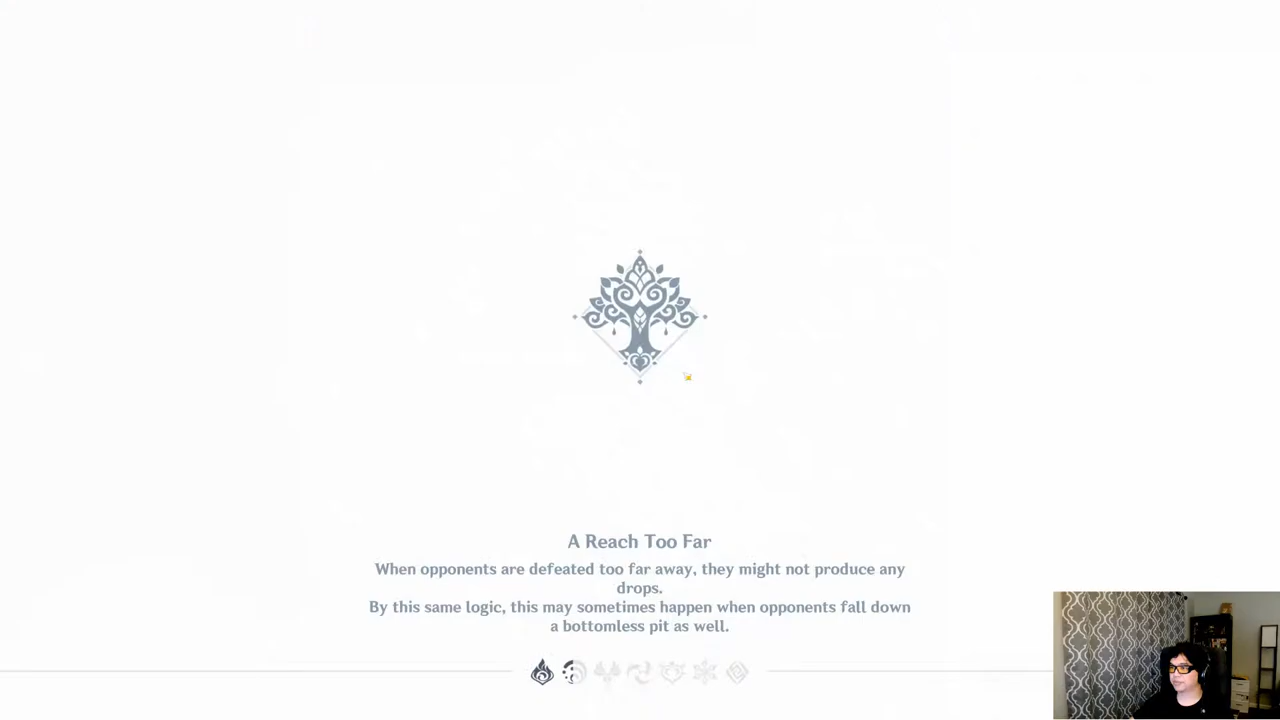 A Reach Too Far
When opponents are defeated too far away, they might not produce any
drops.
By this same logic, this may sometimes happen when opponents fall down
a bottomless pit as well.